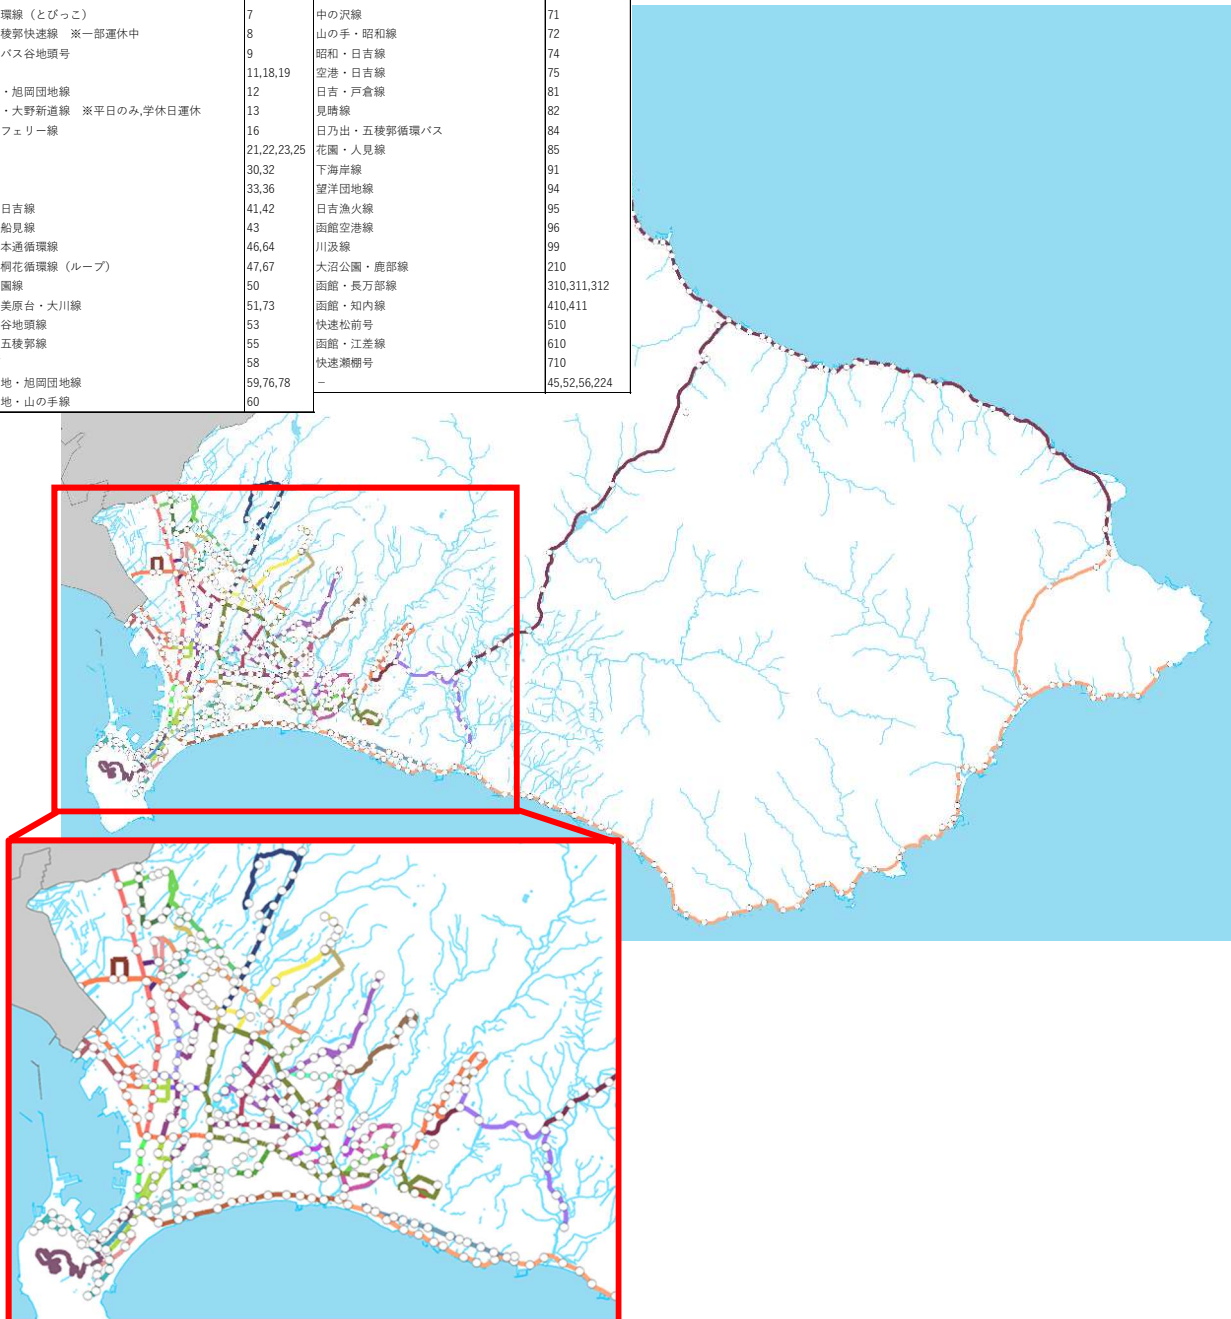 環線（とびっこ） 7 中の沢線 71
稜郭快速線　※一部運休中 8 山の手・昭和線 72
バス谷地頭号 9 昭和・日吉線 74
11,18,19 空港・日吉線 75
・旭岡団地線 12 日吉・戸倉線 81
・大野新道線　※平日のみ,学休日運休 13 見晴線 82
フェリー線 16 日乃出・五稜郭循環バス 84
21,22,23,25 花園・人見線 85
30,32 下海岸線 91
33,36 望洋団地線 94
日吉線 41,42 日吉漁火線 95
船見線 43 函館空港線 96
本通循環線 46,64 川汲線 99
桐花循環線（ループ） 47,67 大沼公園・鹿部線 210
園線 50 函館・長万部線 310,311,312
美原台・大川線 51,73 函館・知内線 410,411
谷地頭線 53 快速松前号 510
五稜郭線 55 函館・江差線 610
58 快速瀬棚号 710
地・旭岡団地線 59,76,78 － 45,52,56,224
地・山の手線 60